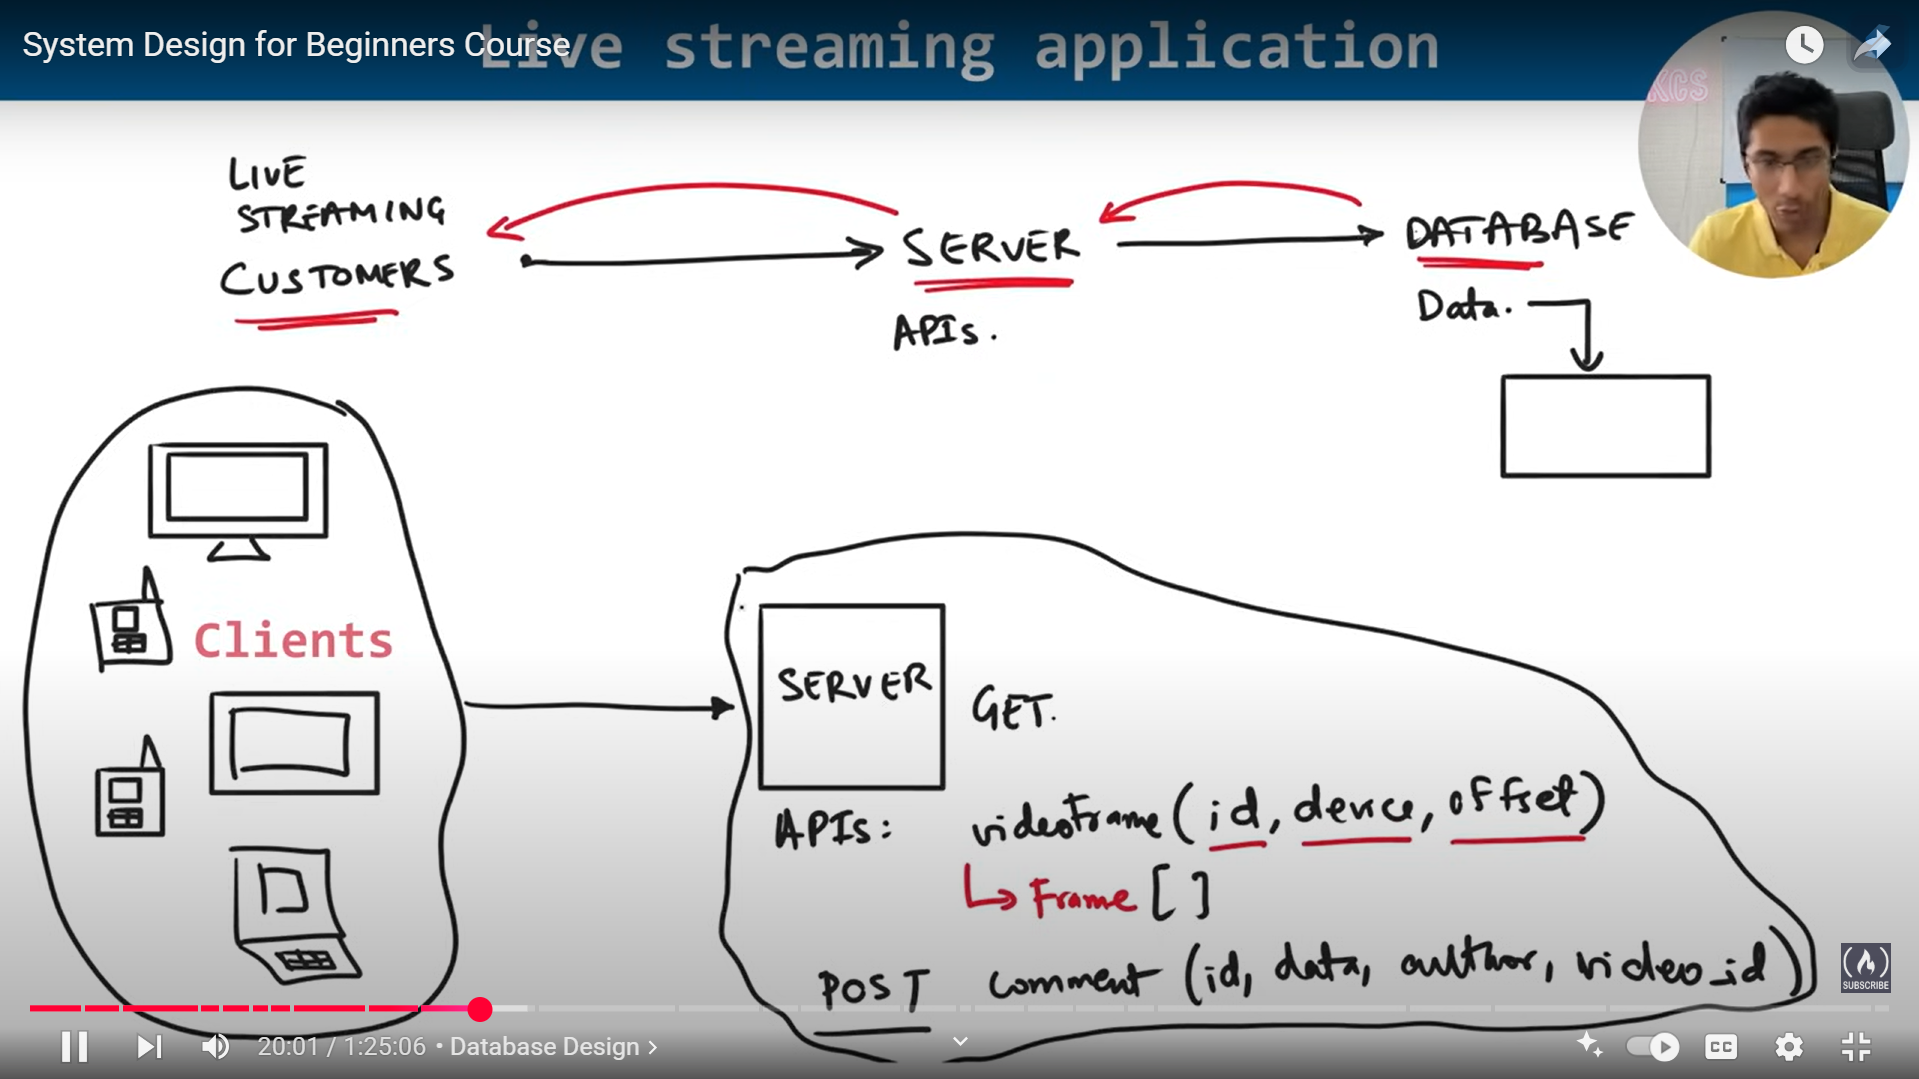 System Design for Beginners Course
Live streaming application
KCS
LIVE
STREAMING
CUSTOMERS
SERVER
APIs.
DATABASE
Data.
Clients
SERVER
GET.
APIs: videoFrame (id, device, offset)
Frame []
POST comment (id, data, author, video_id)
SUBSCRIBE
20:01 / 1:25:06 • Database Design
CC